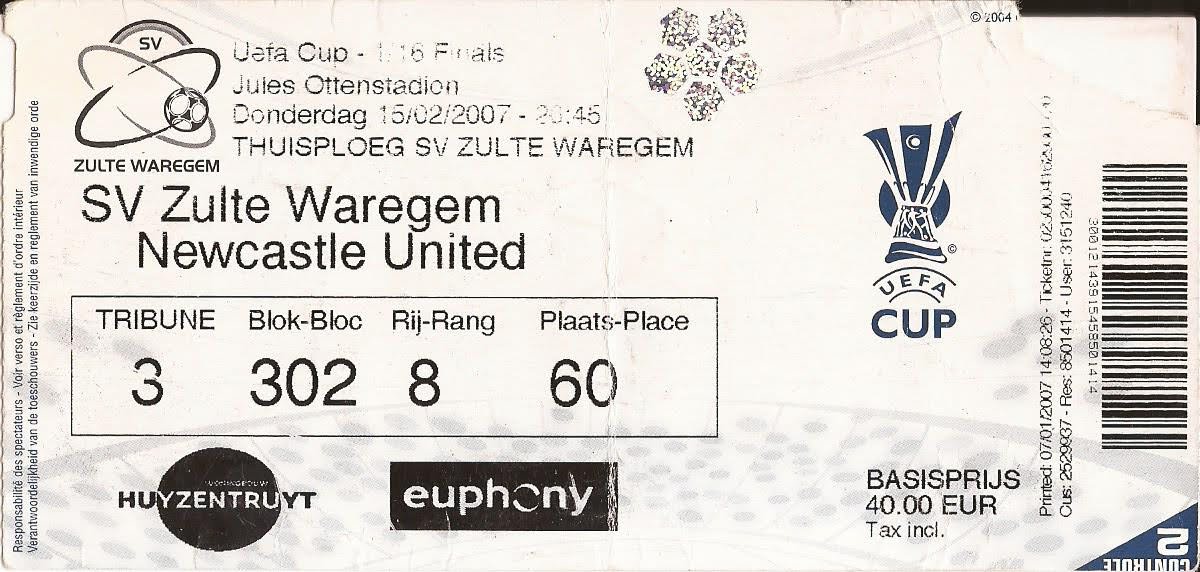 © 2004
SV
ZULTE WAREGEM
Uefa Cup - 1/16 Finals
Jules Ottenstadion
Donderdag 15/02/2007 - 20:45
THUISPLOEG SV ZULTE WAREGEM
SV Zulte Waregem
Newcastle United
TRIBUNE Blok-Bloc Rij-Rang Plaats-Place
3 302 8 60
WONINGBOUW
HUYZENTRUYT
euphony
UEFA
CUP
©
BASISPRIJS
40.00 EUR
Tax incl.
Responsabilité des spectateurs - Voir verso et règlement d'ordre intérieur
Verantwoordelijkheid van de toeschouwers - Zie keerzijde en reglement van inwendige orde
Printed: 07/01/2007 14:08:26 - Ticketnr:
Cus: 2529937 - Res: 8501414 - User: 3151240
2
CONTROLE